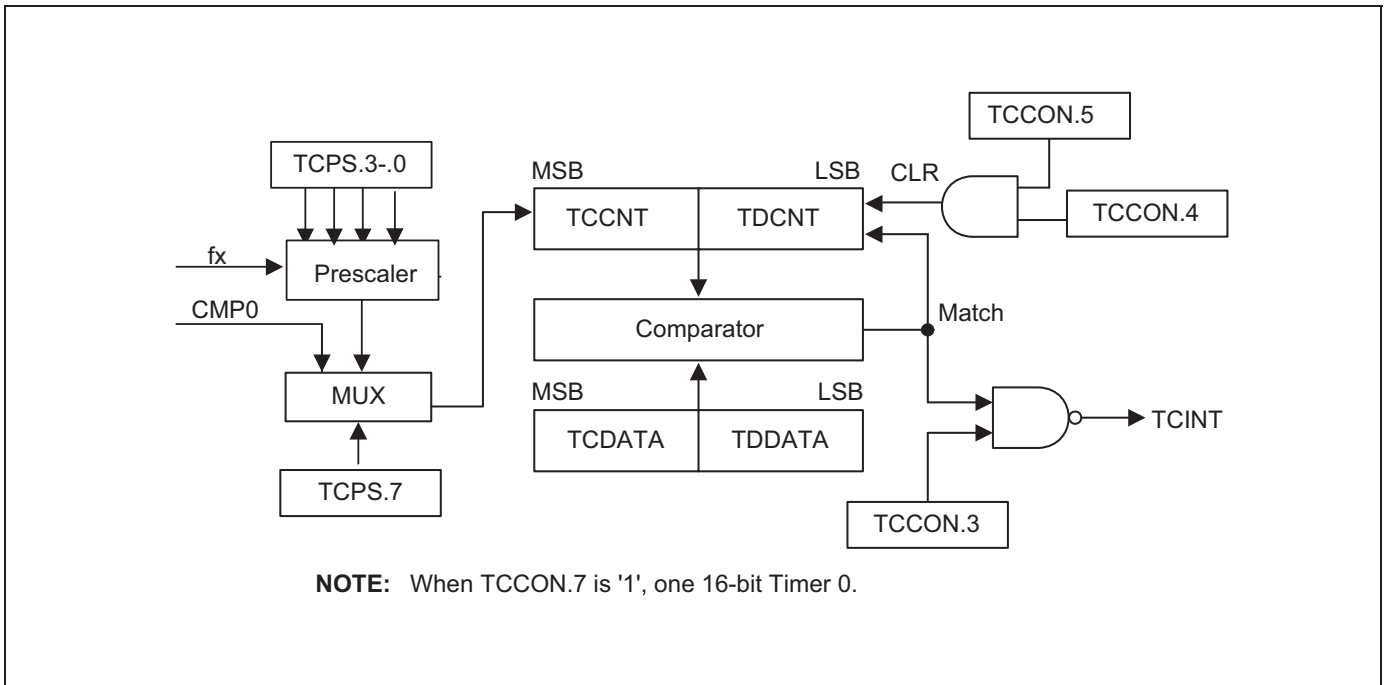 TCCON.5
TCPS.3-.0
MSB
LSB
CLR
TCCNT
TDCNT
TCCON.4
fx
Prescaler
CMP0
Comparator
Match
MUX
MSB
LSB
TCDATA
TDDATA
TCINT
TCPS.7
TCCON.3
NOTE: When TCCON.7 is '1', one 16-bit Timer 0.